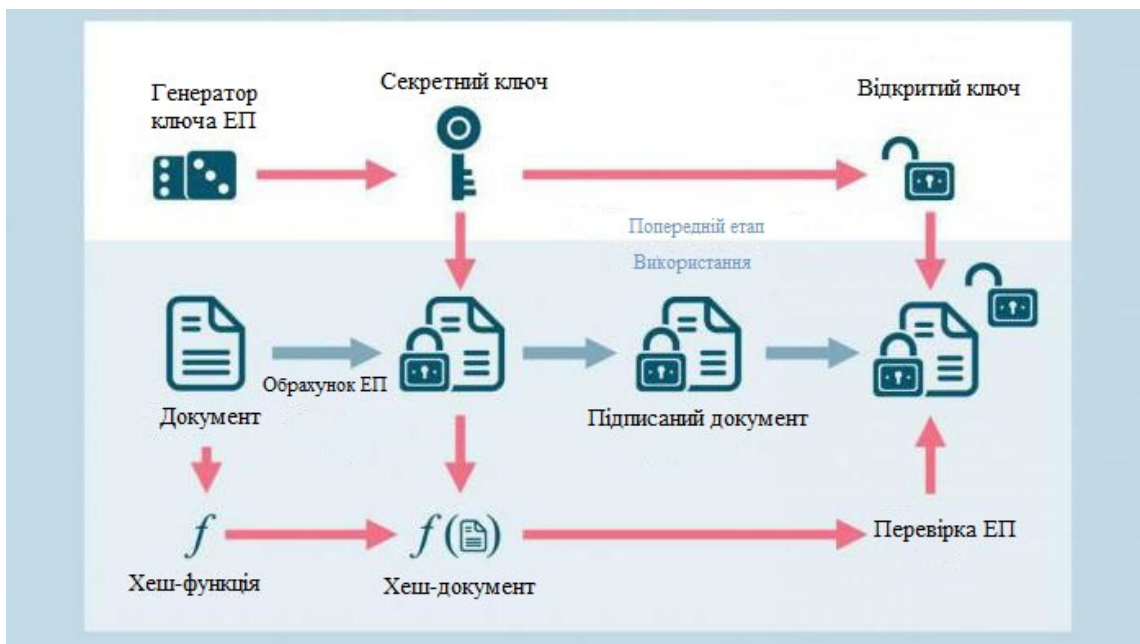 Генератор
ключа ЕП
Секретний ключ
Відкритий ключ
Попередній етап
Використання
Обрахунок ЕП
Документ
Підписаний документ
f
f( )
Перевірка ЕП
Хеш-функція
Хеш-документ